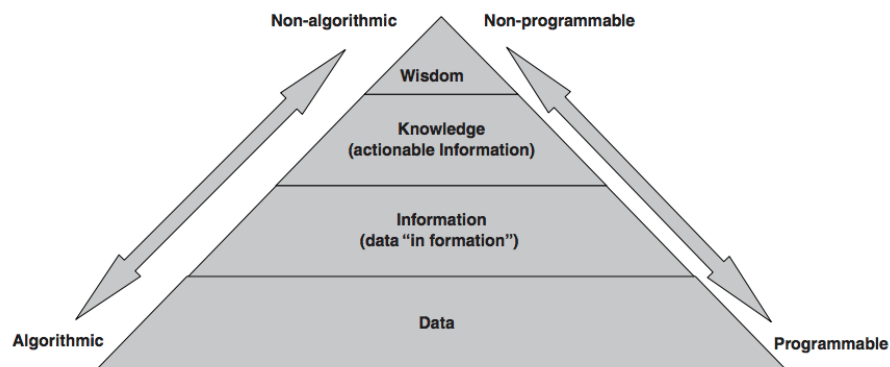 Non-algorithmic
Non-programmable
Wisdom
Knowledge
(actionable Information)
Information
(data “in formation”)
Data
Algorithmic
Programmable